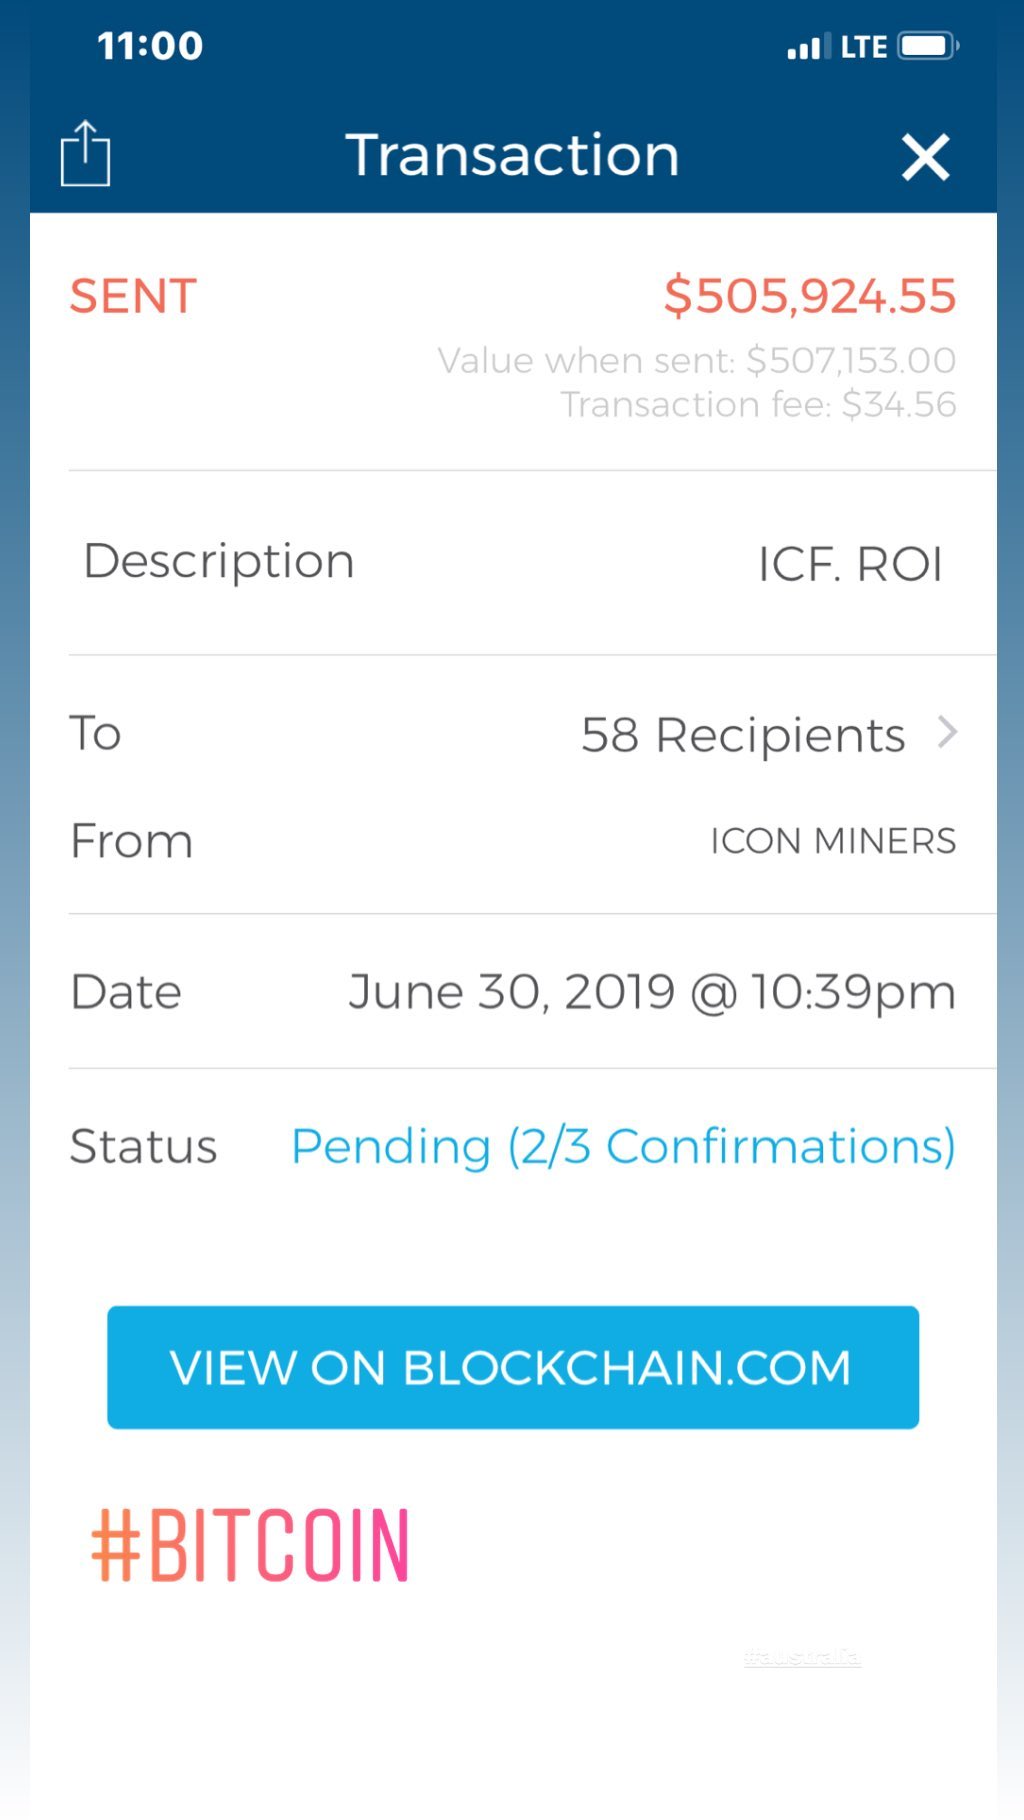 11:00 LTE
Transaction
SENT $505,924.55
Value when sent: $507,153.00
Transaction fee: $34.56
Description ICF. ROI
To 58 Recipients
From ICON MINERS
Date June 30, 2019 @ 10:39pm
Status Pending (2/3 Confirmations)
VIEW ON BLOCKCHAIN.COM
#BITCOIN
#australia